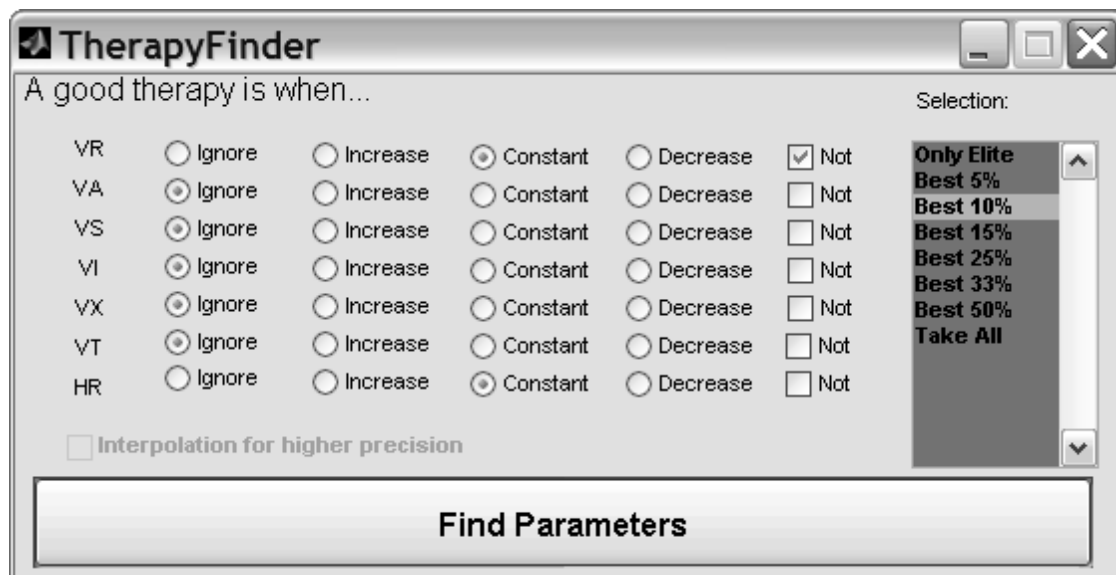 TherapyFinder
A good therapy is when...
Selection:
VR Ignore Increase Constant Decrease Not
VA Ignore Increase Constant Decrease Not
VS Ignore Increase Constant Decrease Not
VI Ignore Increase Constant Decrease Not
VX Ignore Increase Constant Decrease Not
VT Ignore Increase Constant Decrease Not
HR Ignore Increase Constant Decrease Not
Only Elite
Best 5%
Best 10%
Best 15%
Best 25%
Best 33%
Best 50%
Take All
Interpolation for higher precision
Find Parameters